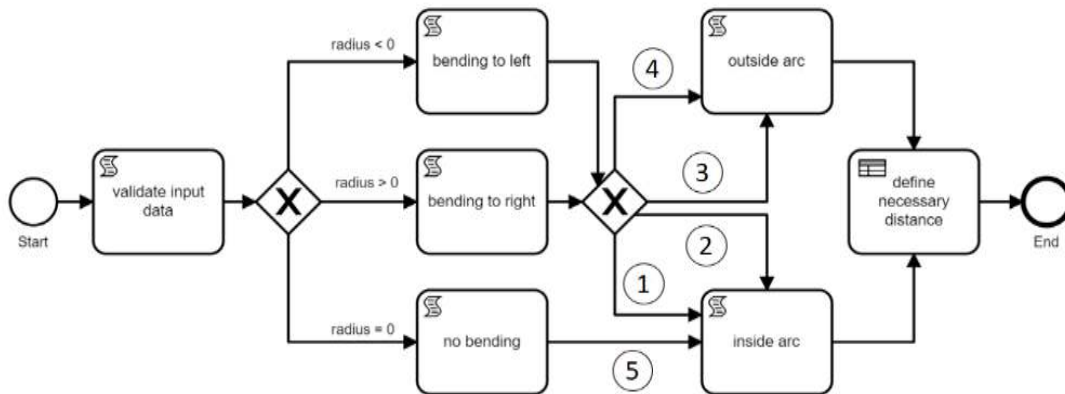 radius < 0
bending to left
4
outside arc
Start
validate input
data
X
radius > 0
bending to right
X
3
2
define
necessary
distance
End
1
radius = 0
no bending
5
inside arc